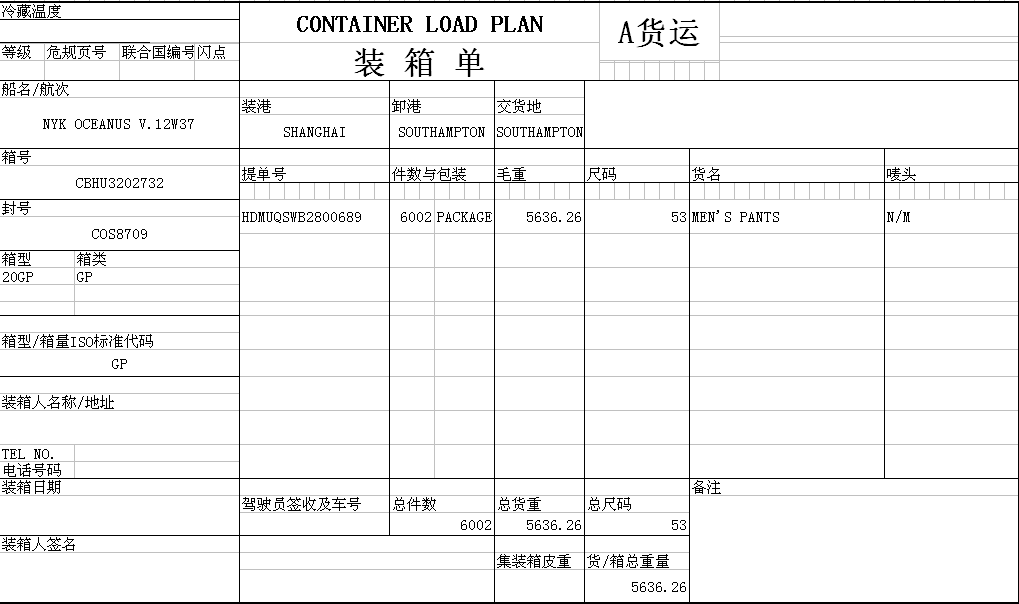 冷藏温度
CONTAINER LOAD PLAN
A货运
等级 危规页号 联合国编号 闪点
装 箱 单
船名/航次
装港 卸港 交货地
NYK OCEANUS V.12W37
SHANGHAI SOUTHAMPTON SOUTHAMPTON
箱号
提单号 件数与包装 毛重 尺码 货名 唛头
CBHU3202732
封号
HDMUQSWB2800689 6002 PACKAGE 5636.26 53 MEN'S PANTS N/M
COS8709
箱型 箱类
20GP GP
箱型/箱量ISO标准代码
GP
装箱人名称/地址
TEL NO.
电话号码
装箱日期 备注
驾驶员签收及车号 总件数 总货重 总尺码
6002 5636.26 53
装箱人签名
集装箱皮重 货/箱总重量
5636.26